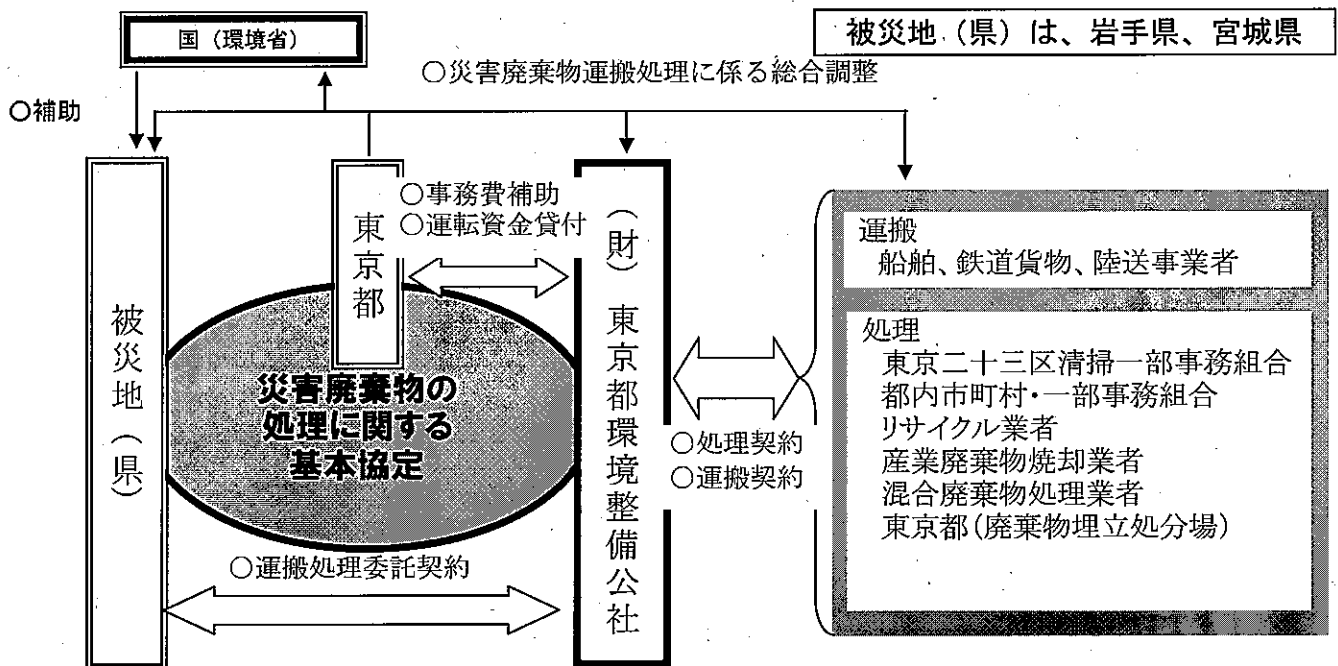 国（環境省）
被災地（県）は、岩手県、宮城県
○災害廃棄物運搬処理に係る総合調整
○補助
被災地（県）
東京都
○事務費補助
○運転資金貸付
（財）東京都環境整備公社
災害廃棄物の
処理に関する
基本協定
○運搬処理委託契約
○処理契約
○運搬契約
運搬
船舶、鉄道貨物、陸送事業者
処理
東京二十三区清掃一部事務組合
都内市町村・一部事務組合
リサイクル業者
産業廃棄物焼却業者
混合廃棄物処理業者
東京都（廃棄物埋立処分場）